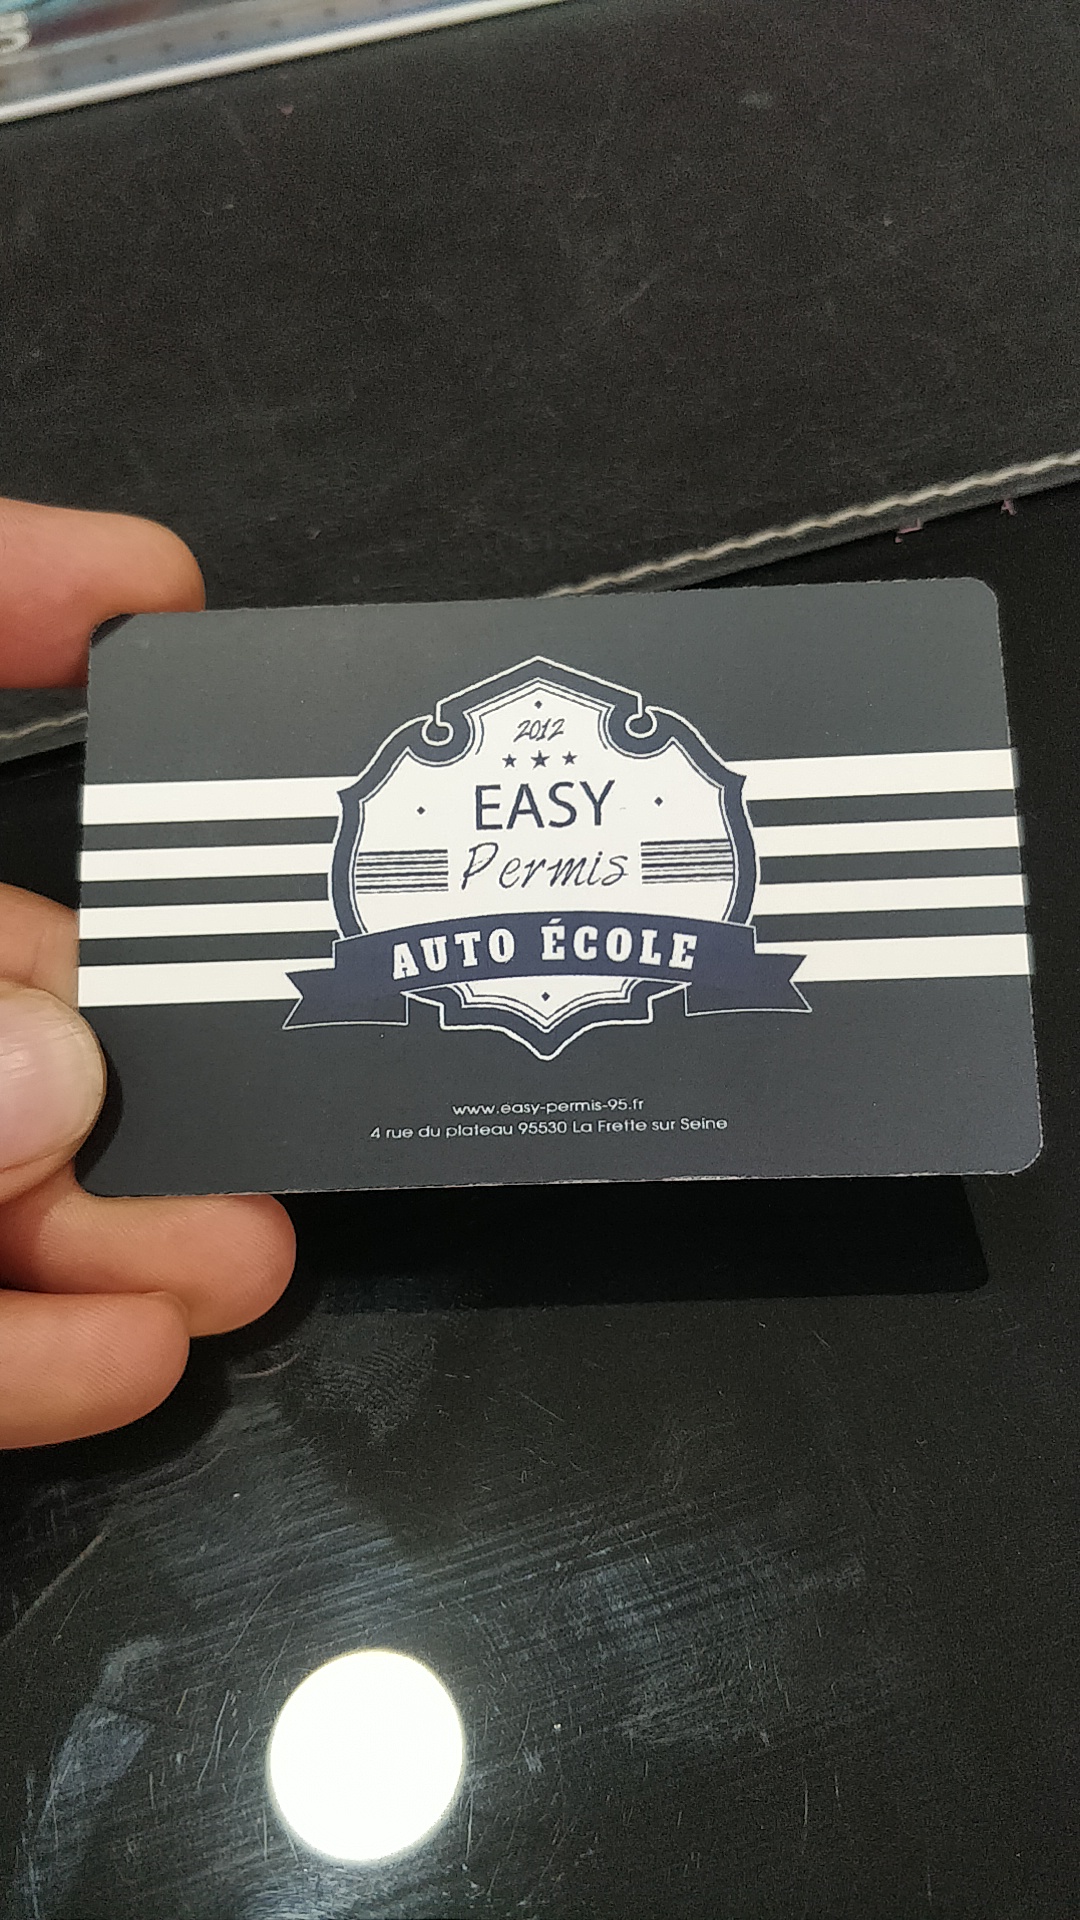 2012
EASY
Permis
AUTO ÉCOLE
www.easy-permis-95.fr
4 rue du plateau 95530 La Frette sur Seine